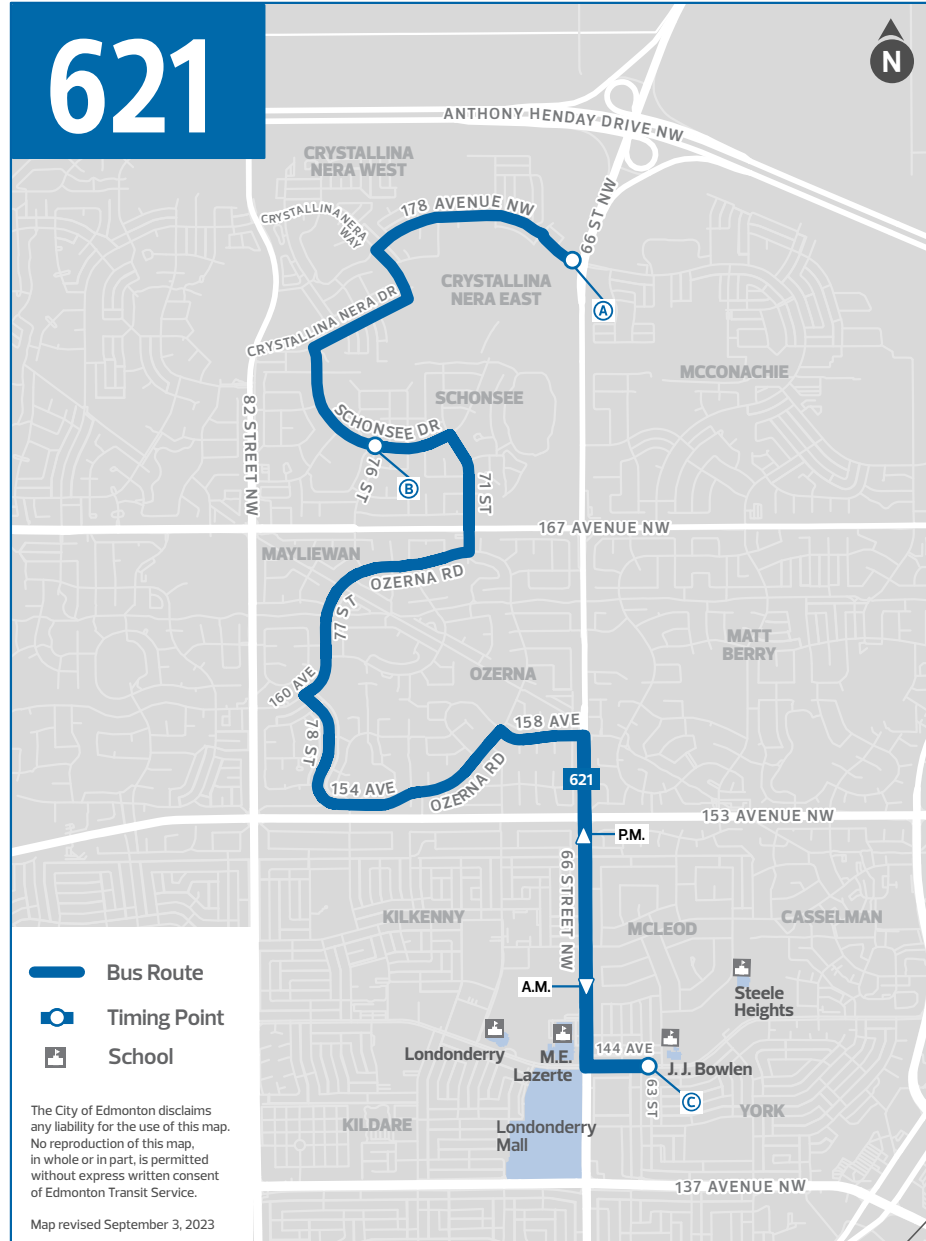 621
N
ANTHONY HENDAY DRIVE NW
CRYSTALLINA
NERA WEST
CRYSTALLINA NERA
WAY
178 AVENUE NW
66 ST NW
CRYSTALLINA
NERA EAST
A
CRYSTALLINA NERA DR
MCCONACHIE
SCHONSEE
82 STREET NW
SCHONSEE DR
76 ST
B
71 ST
167 AVENUE NW
MAYLIEWAN
OZERNA RD
77 ST
MATT
BERRY
160 AVE
OZERNA
78 ST
158 AVE
621
154 AVE
OZERNA RD
153 AVENUE NW
P.M.
66 STREET NW
KILKENNY
MCLEOD
CASSELMAN
A.M.
Steele
Heights
Londonderry
M.E.
Lazerte
144 AVE
J. J. Bowlen
63 ST
C
YORK
KILDARE
Londonderry
Mall
137 AVENUE NW
Bus Route
Timing Point
School
The City of Edmonton disclaims
any liability for the use of this map.
No reproduction of this map,
in whole or in part, is permitted
without express written consent
of Edmonton Transit Service.
Map revised September 3, 2023